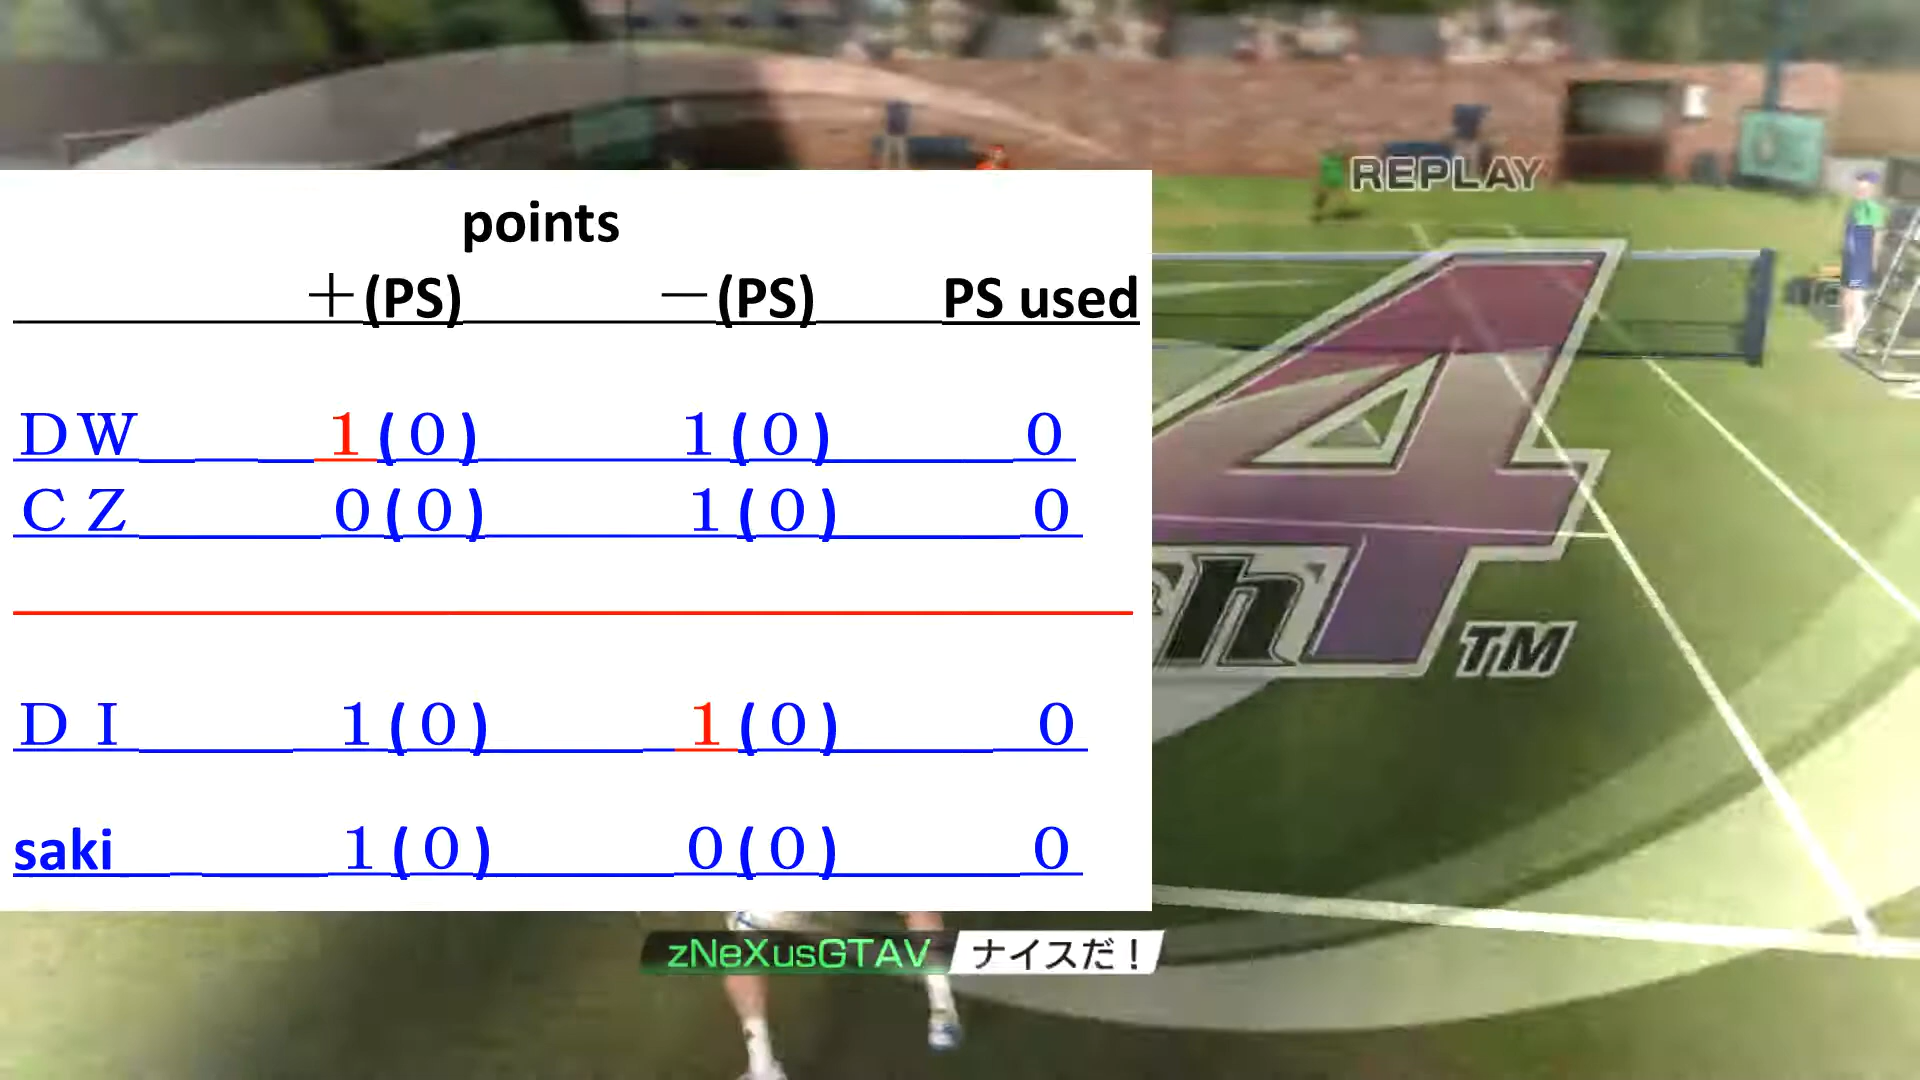 points
＋(PS) －(PS) PS used
ＤＷ １(０) １(０) ０
ＣＺ ０(０) １(０) ０
ＤＩ １(０) １(０) ０
saki １(０) ０(０) ０
REPLAY
4
TM
zNeXusGTAV ナイスだ！